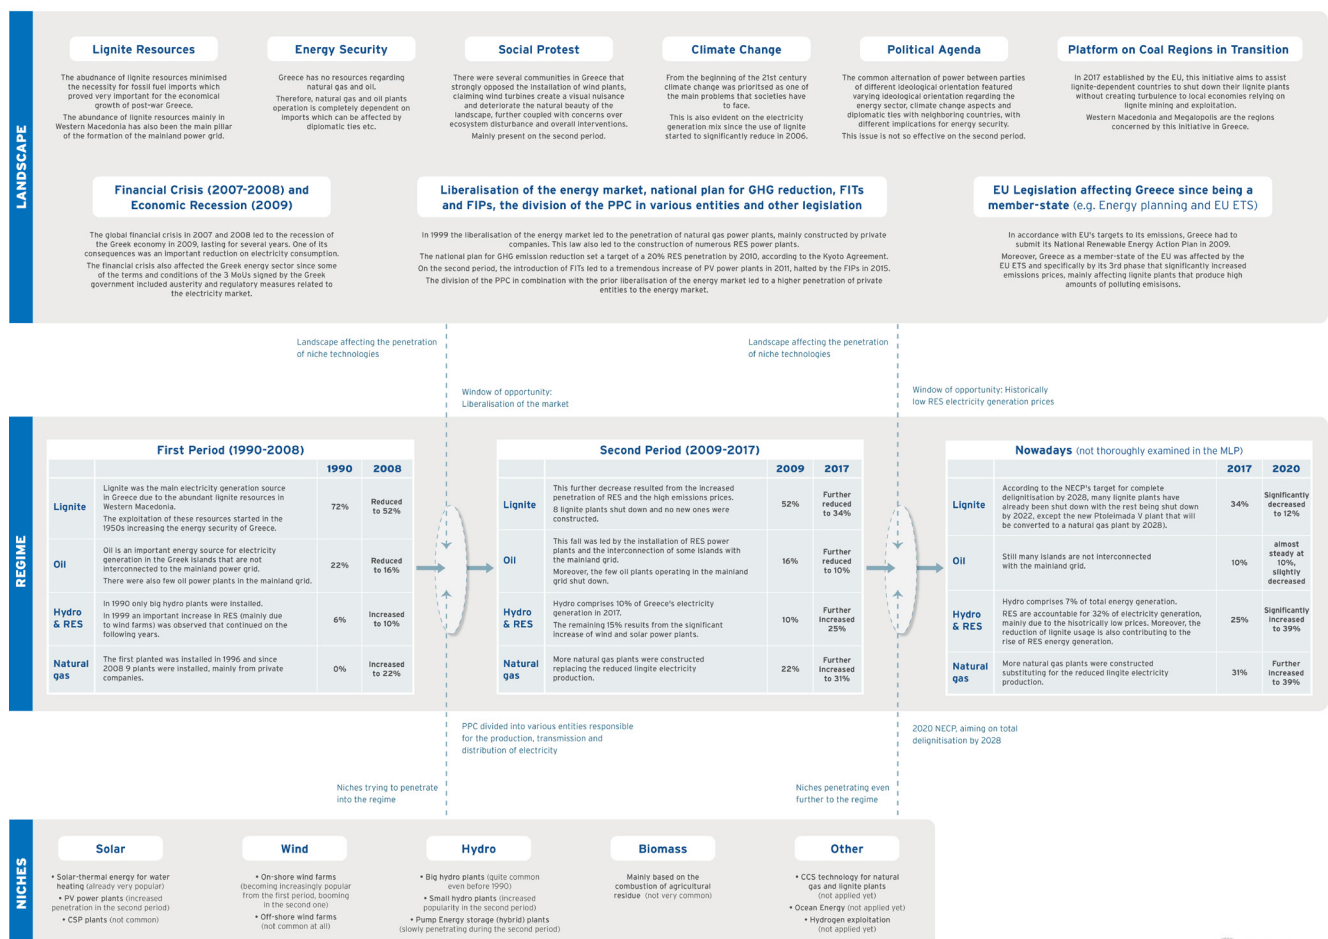 LANDSCAPE
Lignite Resources
The abudnance of lignite resources minimised
the necessity for fossil fuel imports which
proved very important for the economical
growth of post-war Greece.
The abundance of lignite resources mainly in
Western Macedonia has also been the main pillar
of the formation of the mainland power grid.
Energy Security
Greece has no resources regarding
natural gas and oil.
Therefore, natural gas and oil plants
operation is completely dependent on
imports which can be affected by
diplomatic ties etc.
Social Protest
There were several communities in Greece that
strongly opposed the installation of wind plants,
claiming wind turbines create a visual nuisance
and deteriorate the natural beauty of the
landscape, further coupled with concerns over
ecosystem disturbance and overall interventions.
Mainly present on the second period.
Climate Change
From the beginning of the 21st century
climate change was prioritised as one of
the main problems that societies have
to face.
This is also evident on the electricity
generation mix since the use of lignite
started to significantly reduce in 2006.
Political Agenda
The common alternation of power between parties
of different ideological orientation featured
varying ideological orientation regarding the
energy sector, climate change aspects and
diplomatic ties with neighboring countries, with
different implications for energy security.
This issue is not so effective on the second period.
Platform on Coal Regions in Transition
In 2017 established by the EU, this initiative aims to assist
lignite-dependent countries to shut down their lignite plants
without creating turbulence to local economies relying on
lignite mining and exploitation.
Western Macedonia and Megalopolis are the regions
concerned by this initiative in Greece.
Financial Crisis (2007-2008) and
Economic Recession (2009)
The global financial crisis in 2007 and 2008 led to the recession of
the Greek economy in 2009, lasting for several years. One of its
consequences was an important reduction on electricity consumption.
The financial crisis also affected the Greek energy sector since some
of the terms and conditions of the 3 MoUs signed by the Greek
government included austerity and regulatory measures related to
the electricity market.
Liberalisation of the energy market, national plan for GHG reduction, FITs
and FIPs, the division of the PPC in various entities and other legislation
In 1999 the liberalisation of the energy market led to the penetration of natural gas power plants, mainly constructed by private
companies. This law also led to the construction of numerous RES power plants.
The national plan for GHG emission reduction set a target of a 20% RES penetration by 2010, according to the Kyoto Agreement.
On the second period, the introduction of FITs led to a tremendous increase of PV power plants in 2011, halted by the FIPs in 2015.
The division of the PPC in combination with the prior liberalisation of the energy market led to a higher penetration of private
entities to the energy market.
EU Legislation affecting Greece since being a
member-state (e.g. Energy planning and EU ETS)
In accordance with EU's targets to its emissions, Greece had to
submit its National Renewable Energy Action Plan in 2009.
Moreover, Greece as a member-state of the EU was affected by the
EU ETS and specifically by its 3rd phase that significantly increased
emissions prices, mainly affecting lignite plants that produce high
amounts of polluting emisisons.
Landscape affecting the penetration
of niche technologies
Window of opportunity:
Liberalisation of the market
Landscape affecting the penetration
of niche technologies
Window of opportunity: Historically
low RES electricity generation prices
REGIME
First Period (1990-2008)
1990 2008
Lignite
Lignite was the main electricity generation source
in Greece due to the abundant lignite resources in
Western Macedonia.
The exploitation of these resources started in the
1950s increasing the energy security of Greece.
72%
Reduced
to 52%
Oil
Oil is an important energy source for electricity
generation in the Greek Islands that are not
interconnected to the mainland power grid.
There were also few oil power plants in the mainland grid.
22%
Reduced
to 16%
Hydro
& RES
In 1990 only big hydro plants were installed.
In 1999 an important increase in RES (mainly due
to wind farms) was observed that continued on the
following years.
6%
Increased
to 10%
Natural
gas
The first planted was installed in 1996 and since
2008 9 plants were installed, mainly from private
companies.
0%
Increased
to 22%
Second Period (2009-2017)
2009 2017
Lignite
This further decrease resulted from the increased
penetration of RES and the high emissions prices.
8 lignite plants shut down and no new ones were
constructed.
52%
Further
reduced
to 34%
Oil
This fall was led by the installation of RES power
plants and the interconnection of some islands with
the mainland grid.
Moreover, the few oil plants operating in the mainland
grid shut down.
16%
Further
reduced
to 10%
Hydro
& RES
Hydro comprises 10% of Greece's electricity
generation in 2017.
The remaining 15% results from the significant
increase of wind and solar power plants.
10%
Further
Increased
25%
Natural
gas
More natural gas plants were constructed
replacing the reduced lingite electricity
production.
22%
Further
Increased
to 31%
Nowadays (not thoroughly examined in the MLP)
2017 2020
Lignite
According to the NECP's target for complete
delignitisation by 2028, many lignite plants have
already been shut down with the rest being shut down
by 2022, except the new Ptoleimada V plant that will
be converted to a natural gas plant by 2028).
34%
Significantly
decreased
to 12%
Oil
Still many islands are not interconnected
with the mainland grid.
10%
almost
steady at
10%,
slightly
decreased
Hydro
& RES
Hydro comprises 7% of total energy generation.
RES are accountable for 32% of electricity generation,
mainly due to the hisotrically low prices. Moreover, the
reduction of lignite usage is also contributing to the
rise of RES energy generation.
25%
Significantly
increased
to 39%
Natural
gas
More natural gas plants were constructed
substituting for the reduced lingite electricity
production.
31%
Further
Increased
to 39%
PPC divided into various entities responsible
for the production, transmission and
distribution of electricity
2020 NECP, aiming on total
delignitisation by 2028
Niches trying to penetrate
into the regime
Niches penetrating even
further to the regime
NICHES
Solar
• Solar-thermal energy for water
heating (already very popular)
• PV power plants (increased
penetration in the second period)
• CSP plants (not common)
Wind
• On-shore wind farms
(becoming increasingly popular
from the first period, booming
in the second one)
• Off-shore wind farms
(not common at all)
Hydro
• Big hydro plants (quite common
even before 1990)
• Small hydro plants (increased
popularity in the second period)
• Pump Energy storage (hybrid) plants
(slowly penetrating during the second period)
Biomass
Mainly based on the
combustion of agricultural
residue (not very common)
Other
• CCS technology for natural
gas and lignite plants
(not applied yet)
• Ocean Energy (not applied yet)
• Hydrogen exploitation
(not applied yet)